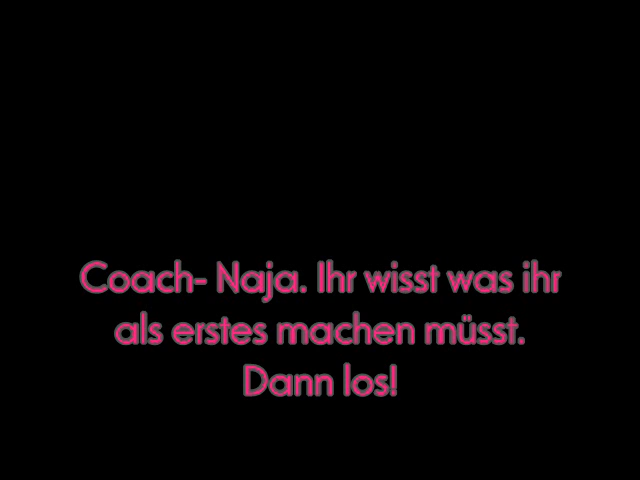 Coach- Naja. Ihr wisst was ihr
als erstes machen müsst.
Dann los!